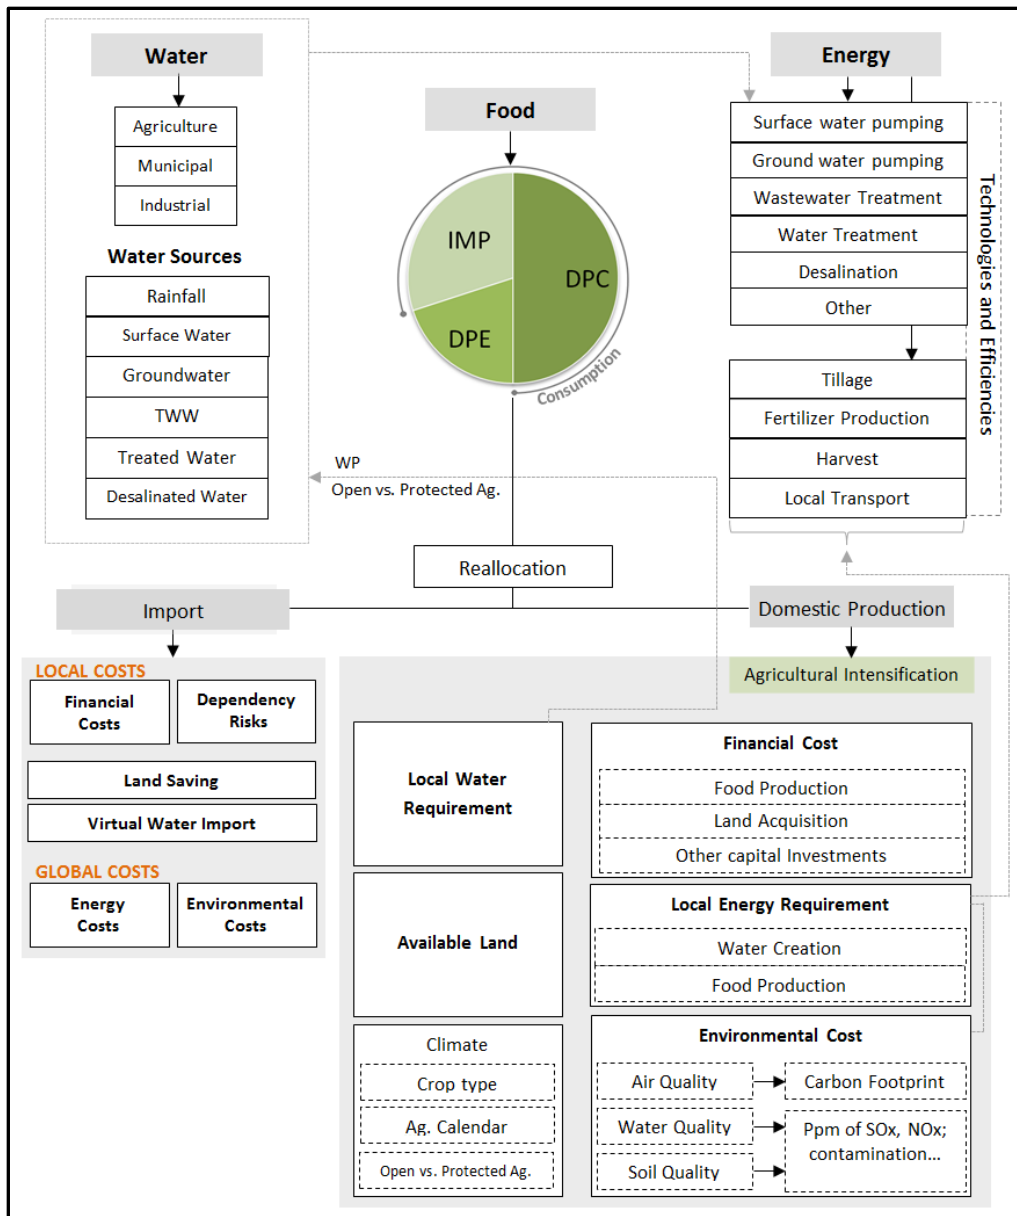 Water
Agriculture
Municipal
Industrial
Water Sources
Rainfall
Surface Water
Groundwater
TWW
Treated Water
Desalinated Water
Food
IMP
DPC
DPE
Consumption
Energy
Surface water pumping
Ground water pumping
Wastewater Treatment
Water Treatment
Desalination
Other
Tillage
Fertilizer Production
Harvest
Local Transport
Technologies and Efficiencies
WP
Open vs. Protected Ag.
Reallocation
Import
Domestic Production
LOCAL COSTS
Financial
Costs
Dependency
Risks
Land Saving
Virtual Water Import
GLOBAL COSTS
Energy
Costs
Environmental
Costs
Agricultural Intensification
Local Water
Requirement
Available Land
Climate
Crop type
Ag. Calendar
Open vs. Protected Ag.
Financial Cost
Food Production
Land Acquisition
Other capital Investments
Local Energy Requirement
Water Creation
Food Production
Environmental Cost
Air Quality
Carbon Footprint
Water Quality
Soil Quality
Ppm of SOx, NOx;
contamination...